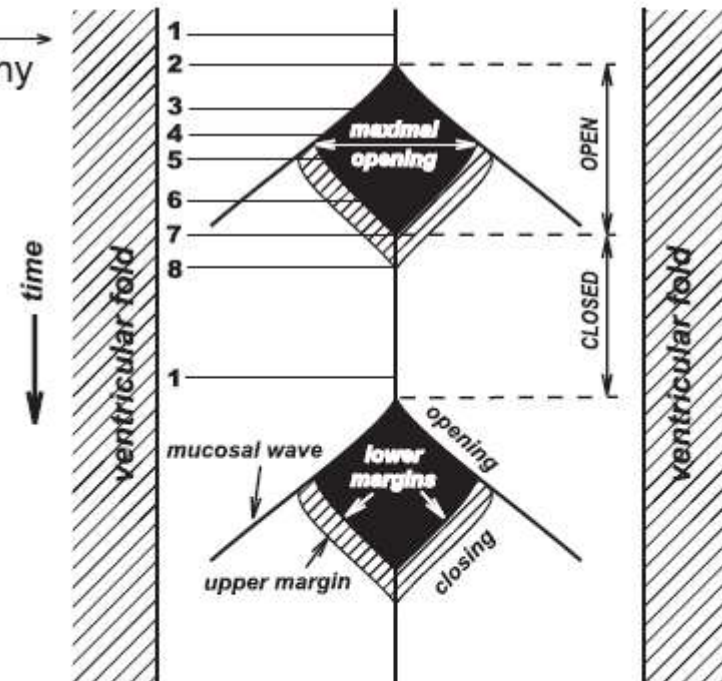 1
2
3
4
5
6
7
8
1
maximal
opening
OPEN
CLOSED
time
ventricular fold
ventricular fold
mucosal wave
lower
margins
opening
upper margin
closing